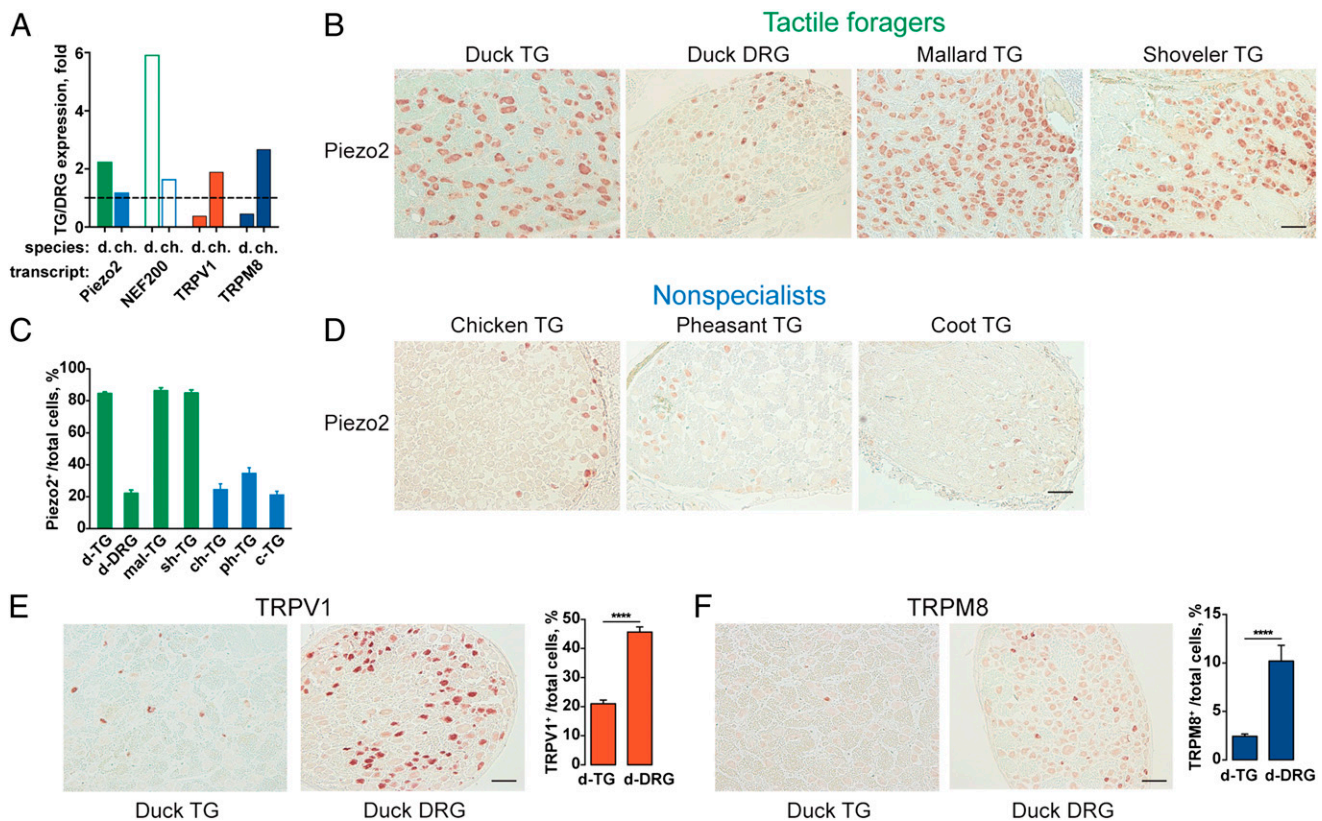 A
TG/DRG expression, fold
6
4
2
0
species: d. ch. d. ch. d. ch. d. ch.
transcript: Piezo2 NEF200 TRPV1 TRPM8
B
Tactile foragers
Duck TG Duck DRG Mallard TG Shoveler TG
Piezo2
C
Piezo2+/total cells, %
100
80
60
40
20
0
d-TG d-DRG mal-TG sh-TG ch-TG ph-TG c-TG
D
Nonspecialists
Chicken TG Pheasant TG Coot TG
Piezo2
E
TRPV1
Duck TG Duck DRG
TRPV1+/total cells, %
50
40
30
20
10
0
****
d-TG d-DRG
F
TRPM8
Duck TG Duck DRG
TRPM8+/total cells, %
15
10
5
0
****
d-TG d-DRG